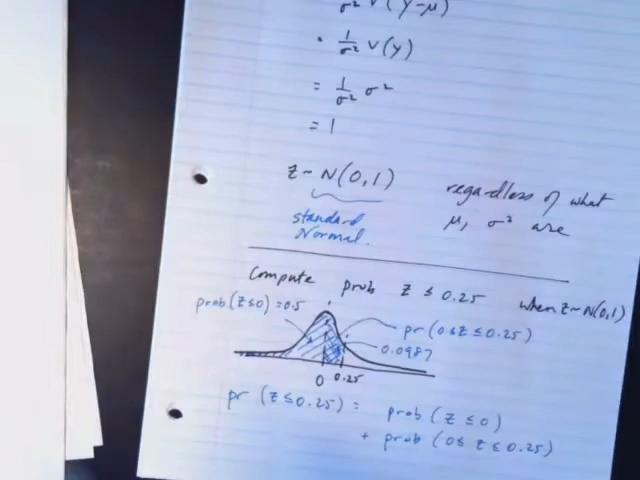 1/σ² V(y-μ)
· 1/σ² V(y)
= 1/σ² σ²
= 1
z ~ N(0,1) regardless of what
standard μ, σ² are
Normal.
Compute prob z ≤ 0.25 when z ~ N(0,1)
prob(z≤0) = 0.5
pr(0≤z≤0.25)
0.0987
0 0.25
pr (z≤0.25) = prob (z ≤0)
+ prob (0≤ z ≤ 0.25)